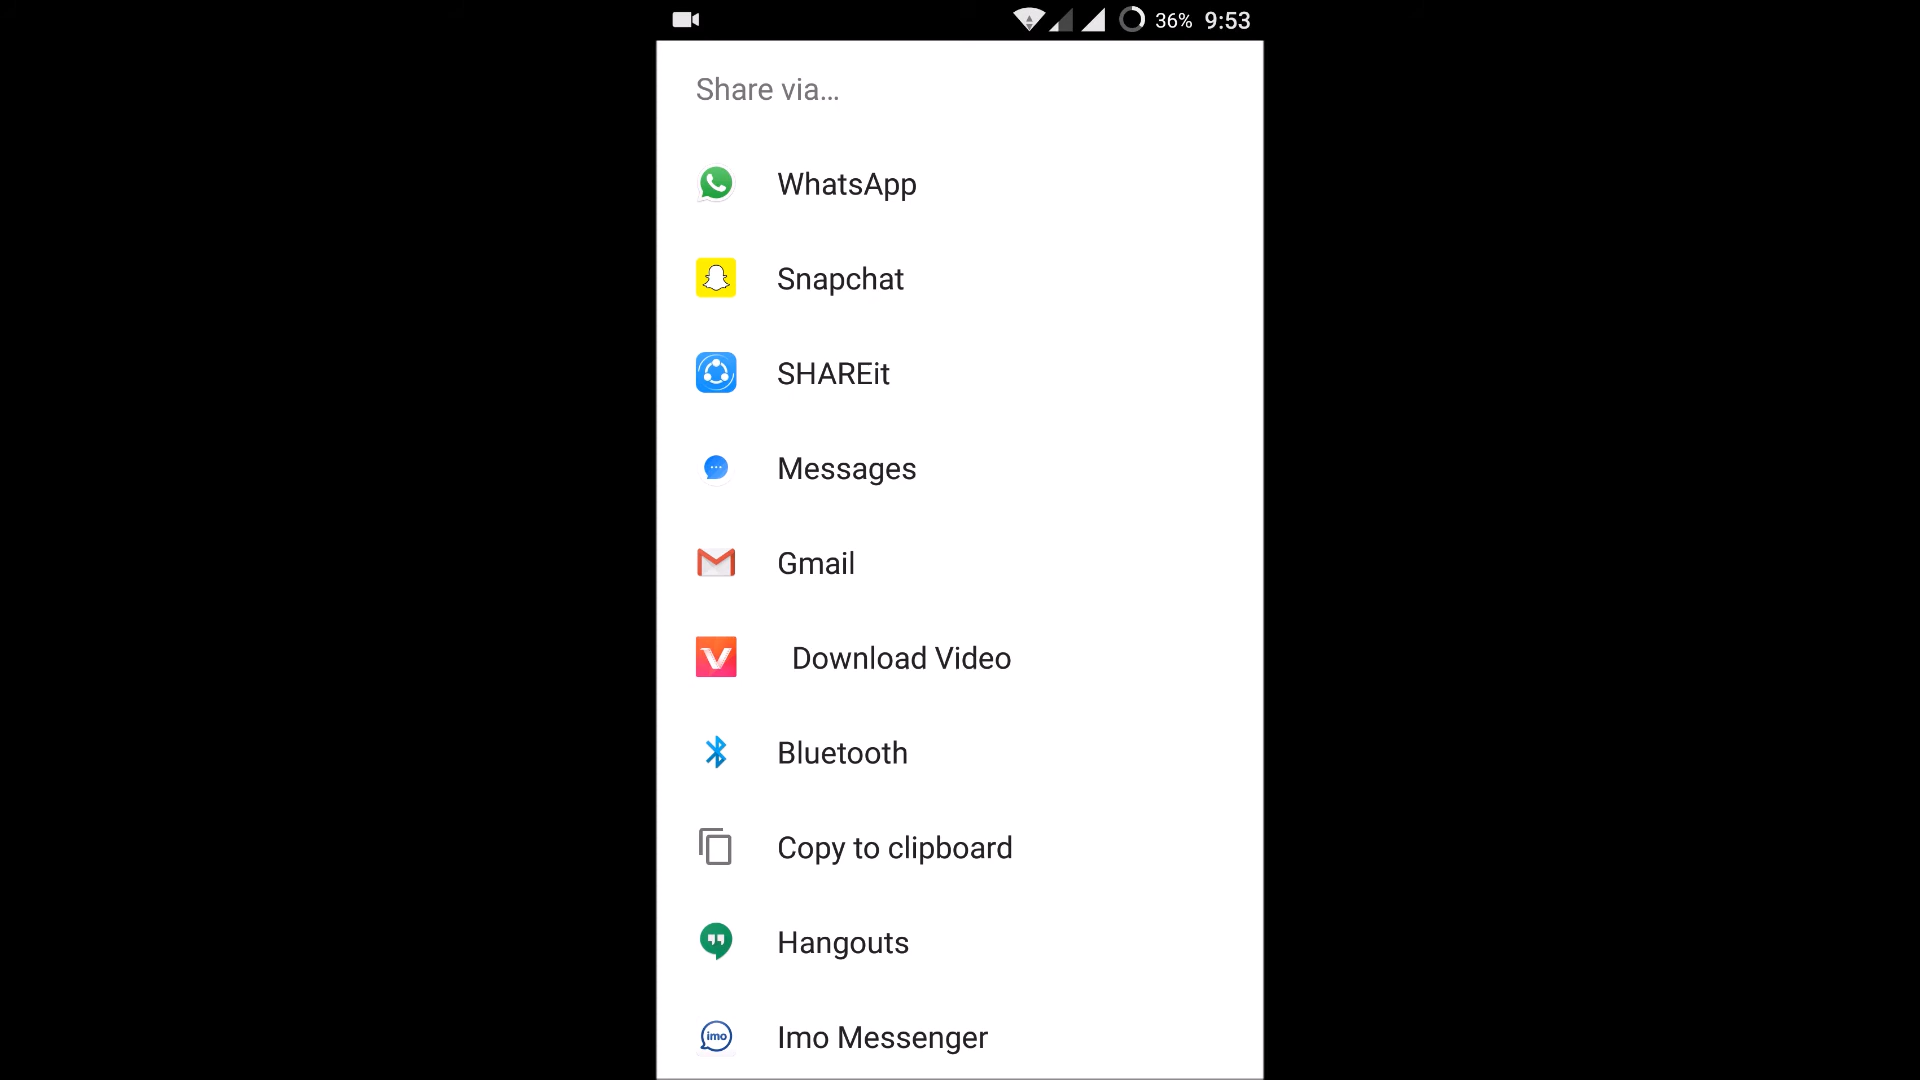 36% 9:53
Share via...
WhatsApp
Snapchat
SHAREit
Messages
Gmail
Download Video
Bluetooth
Copy to clipboard
Hangouts
imo Imo Messenger